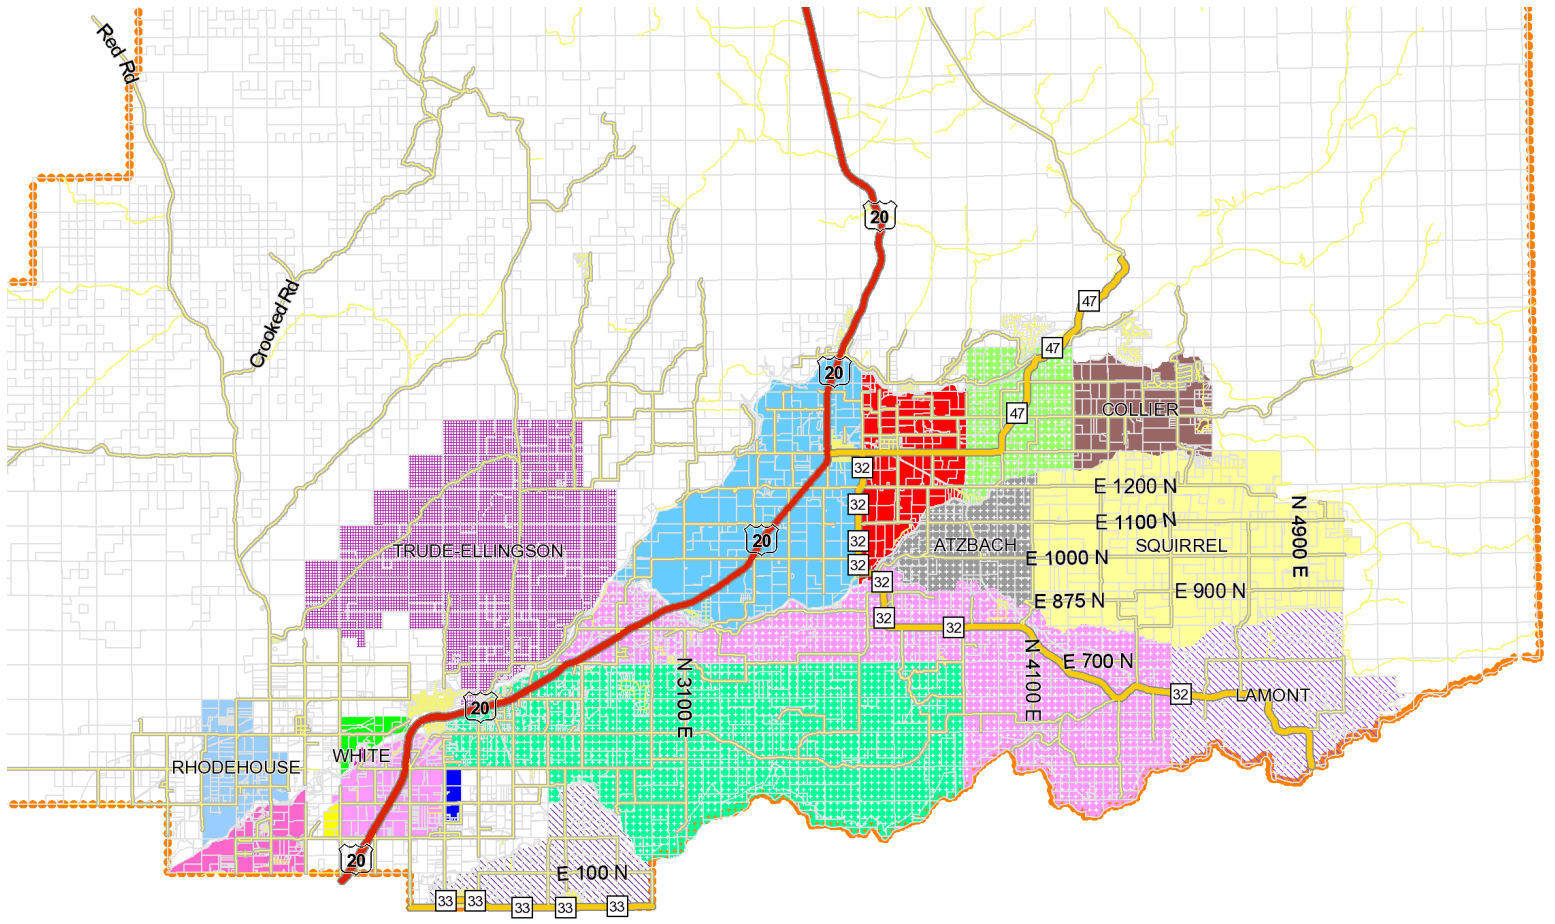 Red Rd
20
47
Crooked Rd
47
20
47
COLLIER
32
E 1200 N
32
N 4900 E
E 1100 N
20
32
ATZBACH
SQUIRREL
TRUDE-ELLINGSON
E 1000 N
32
32
E 900 N
E 875 N
32
32
N 4100 E
E 700 N
N 3100 E
32
LAMONT
20
WHITE
RHODEHOUSE
20
E 100 N
33
33
33
33
33